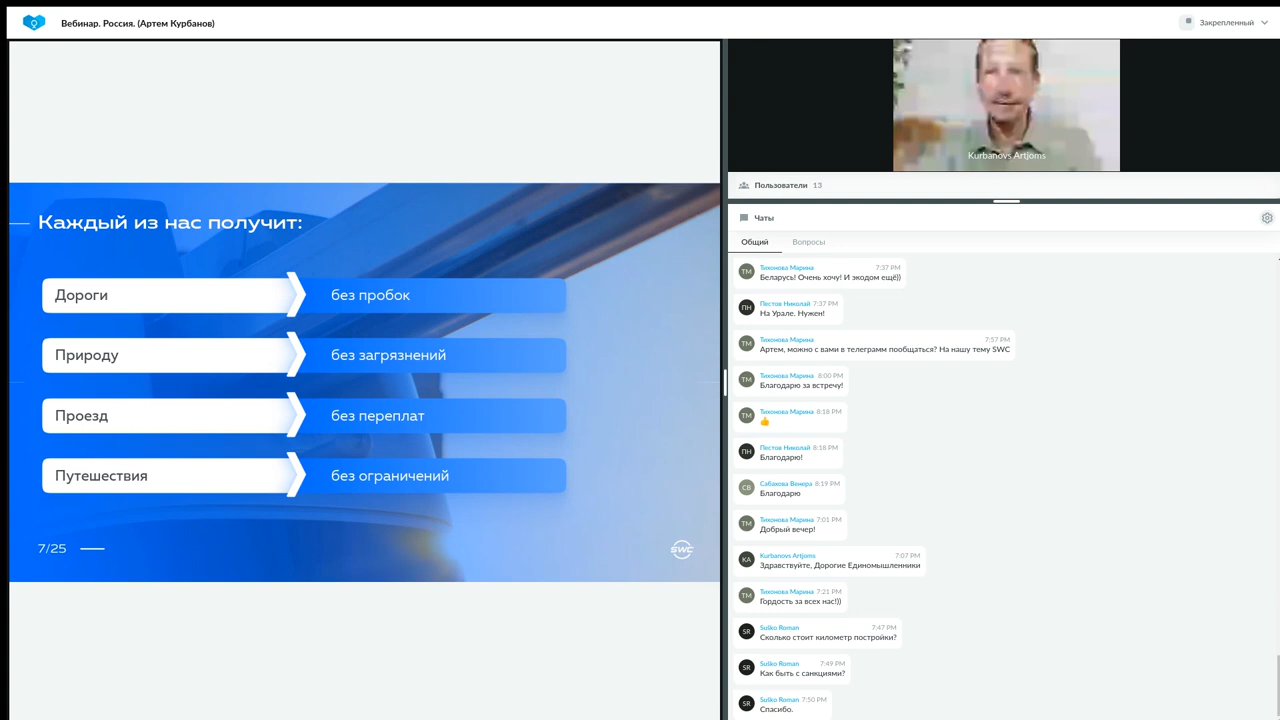 Вебинар. Россия. (Артем Курбанов)
Закрепленный
Каждый из нас получит:
Дороги
без пробок
Природу
без загрязнений
Проезд
без переплат
Путешествия
без ограничений
7/25
SWC
Kurbanovs Artjoms
Пользователи 13
Чаты
Общий Вопросы
ТМ
Тихонова Марина 7:37 PM
Беларусь! Очень хочу! И экодом ещё))
ПН
Пестов Николай 7:37 PM
На Урале. Нужен!
ТМ
Тихонова Марина 7:57 PM
Артем, можно с вами в телеграмм пообщаться? На нашу тему SWC
ТМ
Тихонова Марина 8:00 PM
Благодарю за встречу!
ТМ
Тихонова Марина 8:18 PM
👍
ПН
Пестов Николай 8:18 PM
Благодарю!
СВ
Сабахова Венера 8:19 PM
Благодарю
ТМ
Тихонова Марина 7:01 PM
Добрый вечер!
KA
Kurbanovs Artjoms 7:07 PM
Здравствуйте, Дорогие Единомышленники
ТМ
Тихонова Марина 7:21 PM
Гордость за всех нас!))
SR
Suško Roman 7:47 PM
Сколько стоит километр постройки?
SR
Suško Roman 7:49 PM
Как быть с санкциями?
SR
Suško Roman 7:50 PM
Спасибо.